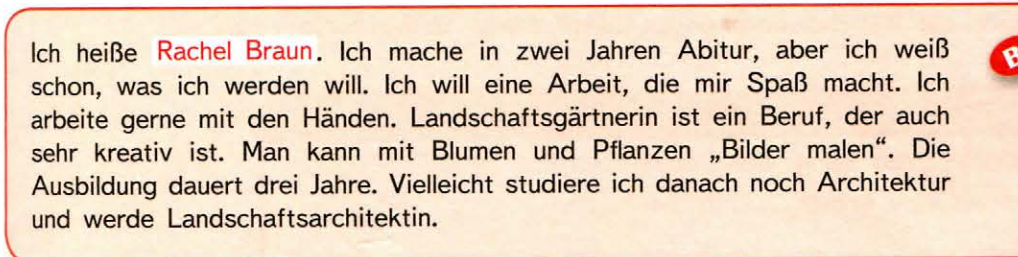 Ich heiße Rachel Braun. Ich mache in zwei Jahren Abitur, aber ich weiß
schon, was ich werden will. Ich will eine Arbeit, die mir Spaß macht. Ich
arbeite gerne mit den Händen. Landschaftsgärtnerin ist ein Beruf, der auch
sehr kreativ ist. Man kann mit Blumen und Pflanzen „Bilder malen“. Die
Ausbildung dauert drei Jahre. Vielleicht studiere ich danach noch Architektur
und werde Landschaftsarchitektin.
B